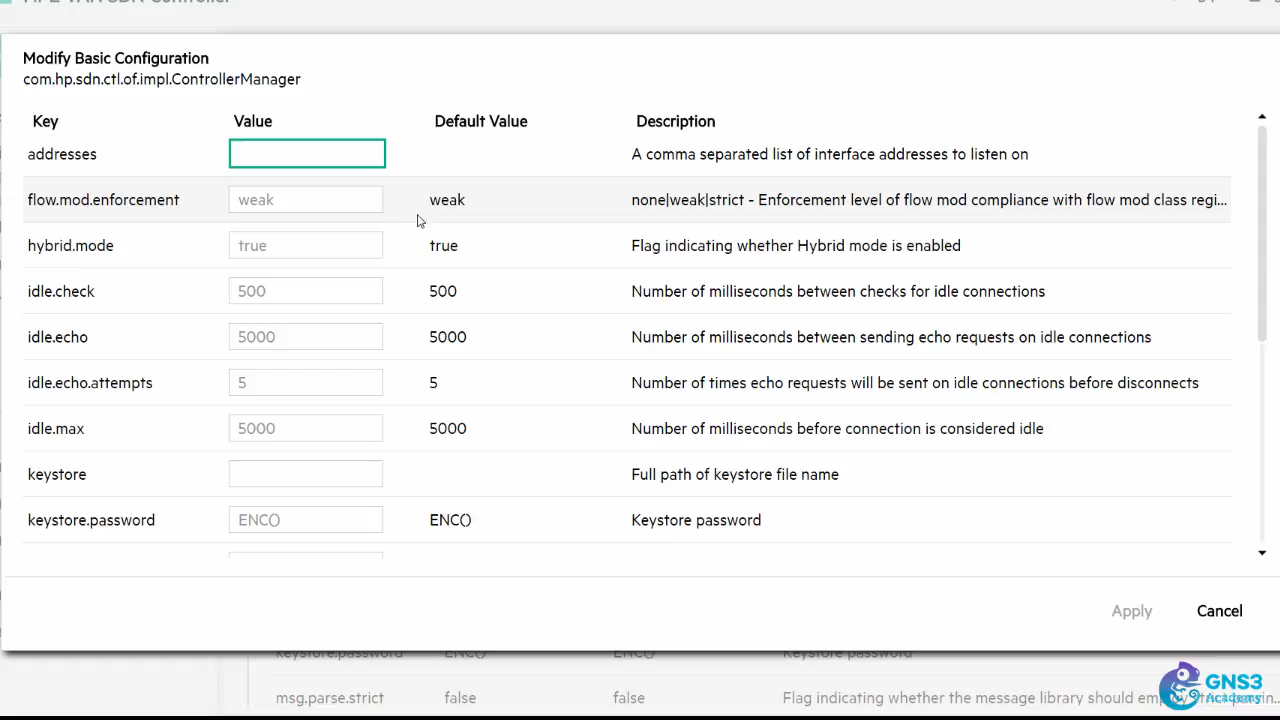 Modify Basic Configuration
com.hp.sdn.ctl.of.impl.ControllerManager
Key Value Default Value Description
addresses A comma separated list of interface addresses to listen on
flow.mod.enforcement weak weak none|weak|strict - Enforcement level of flow mod compliance with flow mod class regi...
hybrid.mode true true Flag indicating whether Hybrid mode is enabled
idle.check 500 500 Number of milliseconds between checks for idle connections
idle.echo 5000 5000 Number of milliseconds between sending echo requests on idle connections
idle.echo.attempts 5 5 Number of times echo requests will be sent on idle connections before disconnects
idle.max 5000 5000 Number of milliseconds before connection is considered idle
keystore Full path of keystore file name
keystore.password ENC() ENC() Keystore password
Apply Cancel
keystore.password ENC() ENC() Keystore password
msg.parse.strict false false Flag indicating whether the message library should
GNS3
Academy